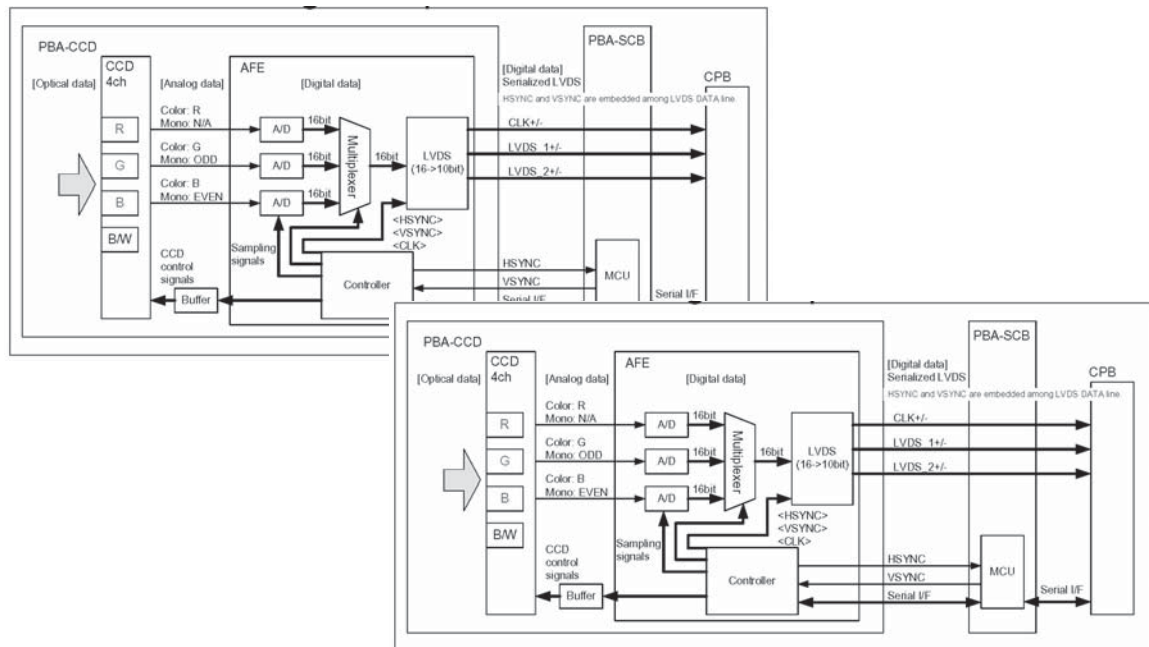 PBA-CCD
PBA-SCB
CCD
4ch
AFE
CPB
[Optical data]
[Analog data]
[Digital data]
[Digital data]
Serialized LVDS
HSYNC and VSYNC are embedded among LVDS DATA line.
R
Color: R
Mono: N/A
A/D
16bit
CLK+/-
G
Color: G
Mono: ODD
A/D
16bit
Multiplexer
16bit
LVDS
(16->10bit)
LVDS_1+/-
LVDS_2+/-
B
Color: B
Mono: EVEN
A/D
16bit
B/W
<HSYNC>
<VSYNC>
<CLK>
Sampling
signals
CCD
control
signals
Buffer
Controller
HSYNC
VSYNC
Serial I/F
MCU
Serial I/F
PBA-CCD
PBA-SCB
CCD
4ch
AFE
CPB
[Optical data]
[Analog data]
[Digital data]
[Digital data]
Serialized LVDS
HSYNC and VSYNC are embedded among LVDS DATA line.
R
Color: R
Mono: N/A
A/D
16bit
CLK+/-
G
Color: G
Mono: ODD
A/D
16bit
Multiplexer
16bit
LVDS
(16->10bit)
LVDS_1+/-
LVDS_2+/-
B
Color: B
Mono: EVEN
A/D
16bit
B/W
<HSYNC>
<VSYNC>
<CLK>
Sampling
signals
CCD
control
signals
Buffer
Controller
HSYNC
VSYNC
Serial I/F
MCU
Serial I/F